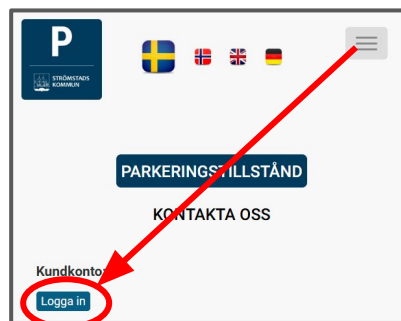 P
STRÖMSTADS
KOMMUN
PARKERINGSTILLSTÅND
KONTAKTA OSS
Kundkonto:
Logga in